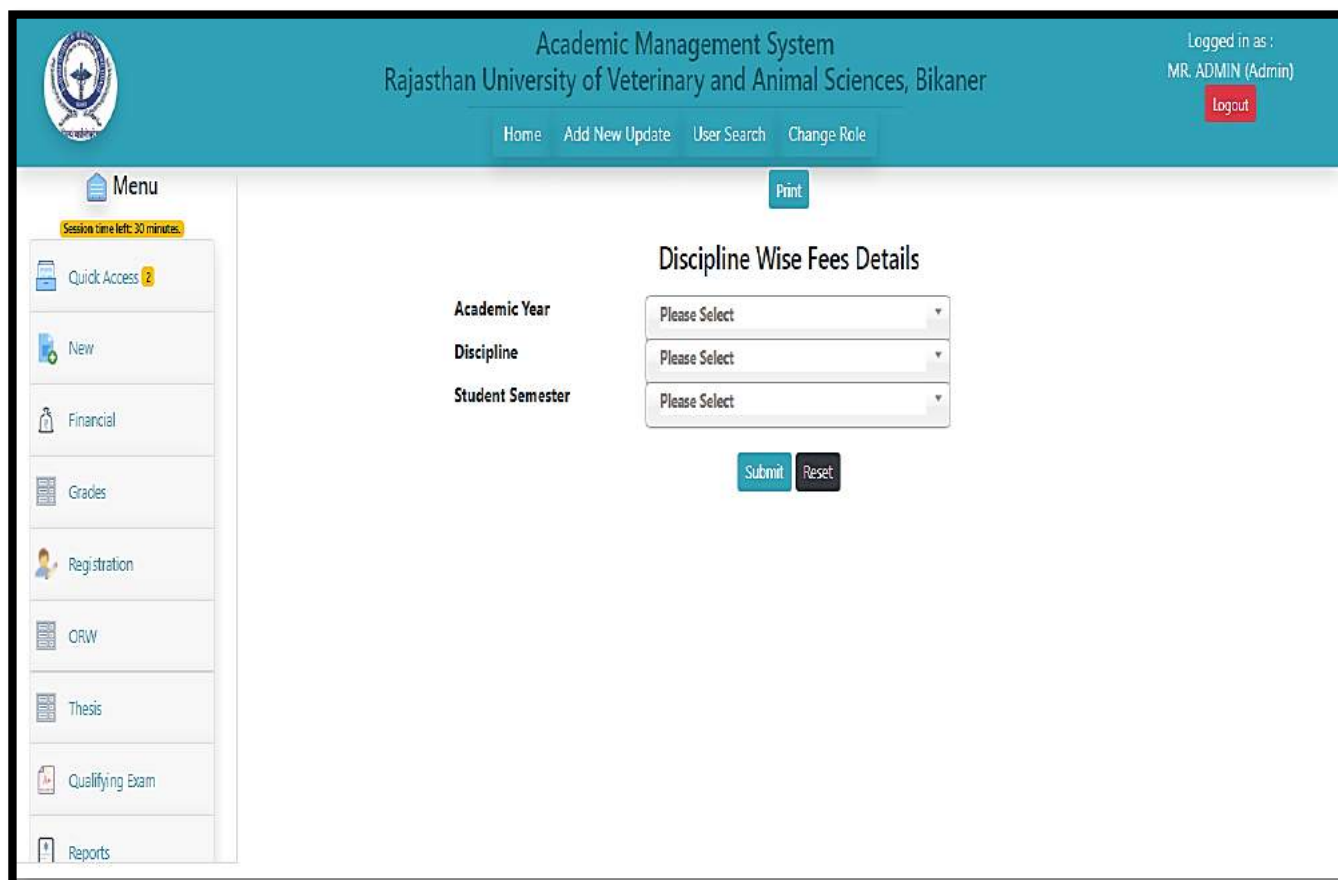 Academic Management System
Rajasthan University of Veterinary and Animal Sciences, Bikaner
Logged in as :
MR. ADMIN (Admin)
Logout
Home Add New Update User Search Change Role
Menu
Session time left: 30 minutes.
Quick Access 2
New
Financial
Grades
Registration
ORW
Thesis
Qualifying Exam
Reports
Print
Discipline Wise Fees Details
Academic Year Please Select
Discipline Please Select
Student Semester Please Select
Submit Reset